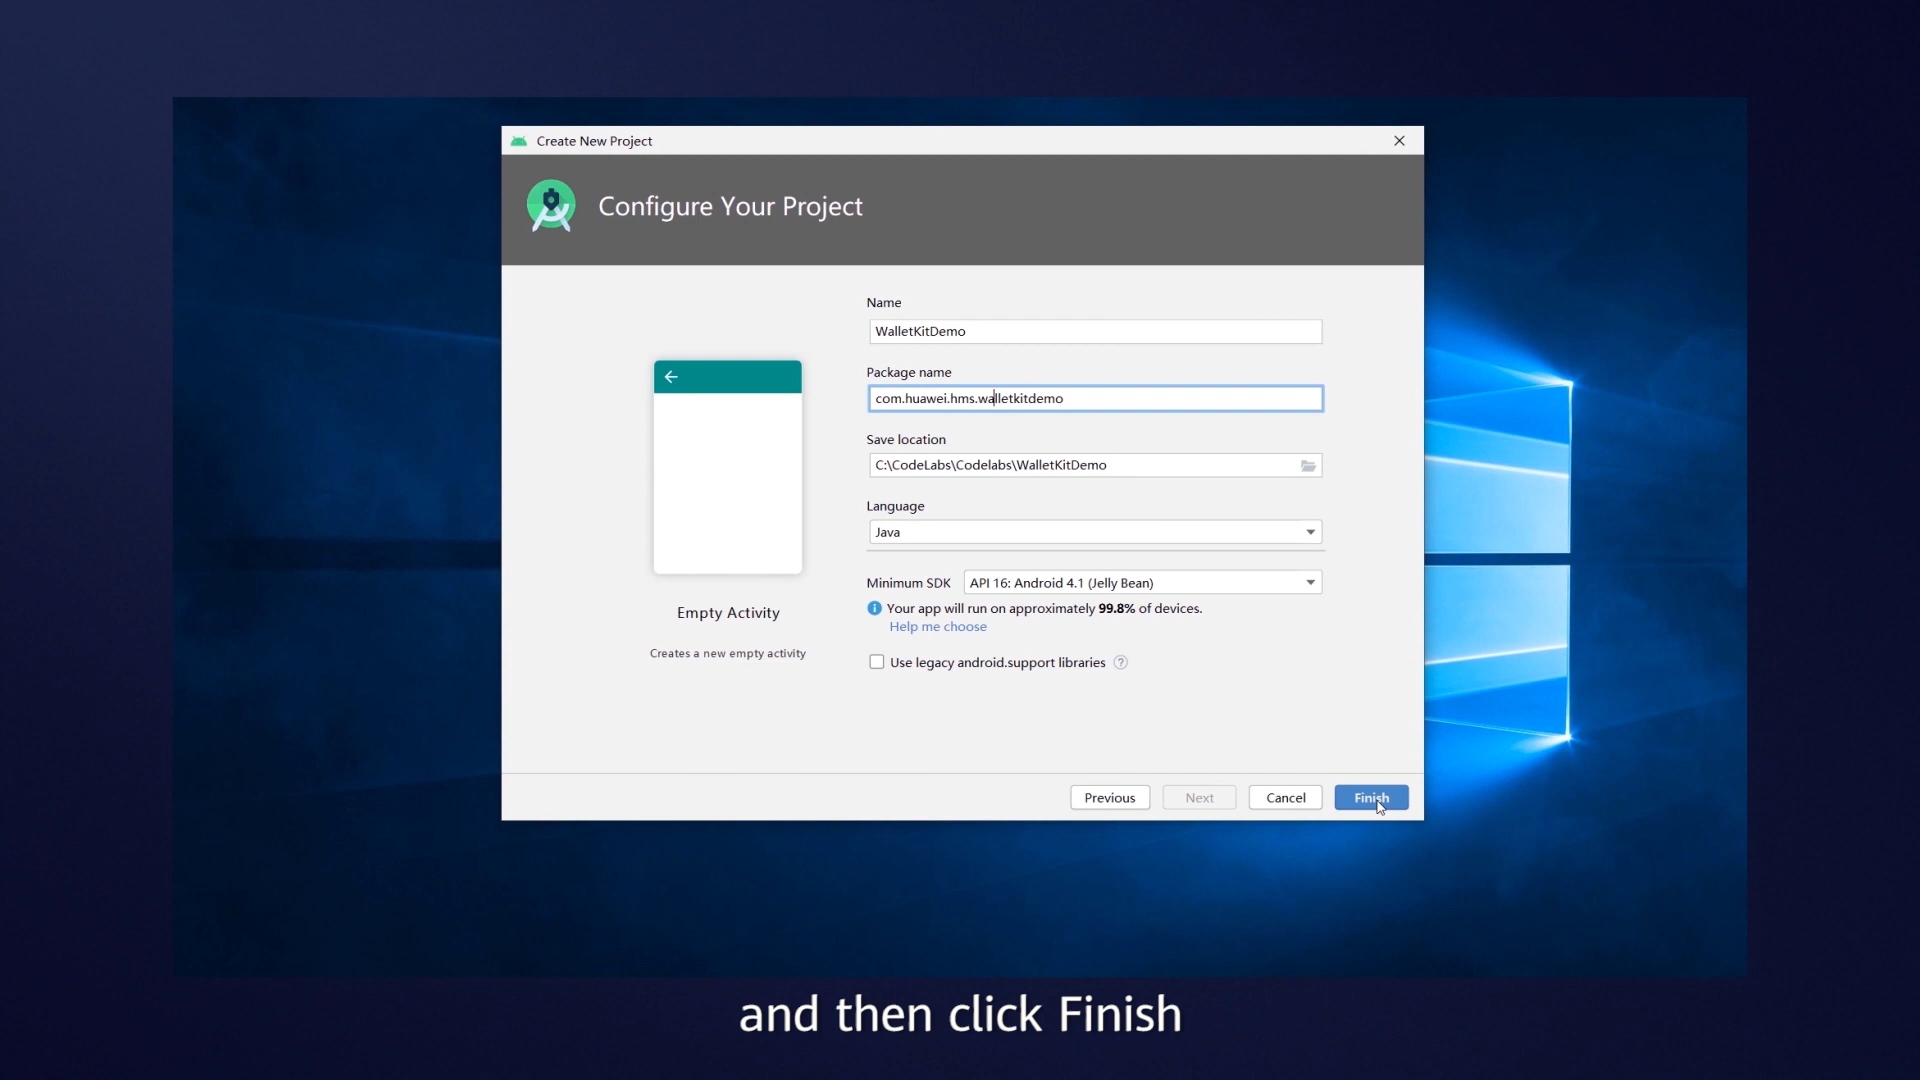 Create New Project
Configure Your Project
Name
WalletKitDemo
Package name
com.huawei.hms.walletkitdemo
Save location
C:\CodeLabs\Codelabs\WalletKitDemo
Language
Java
Minimum SDK API 16: Android 4.1 (Jelly Bean)
Your app will run on approximately 99.8% of devices.
Help me choose
Use legacy android.support libraries ?
Empty Activity
Creates a new empty activity
Previous Next Cancel Finish
and then click Finish